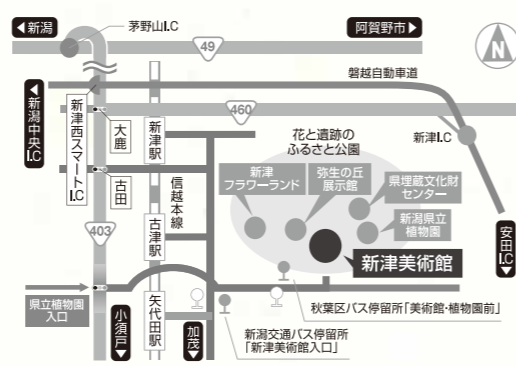 ◀新潟
茅野山I.C
49
阿賀野市▶
N
磐越自動車道
◀新潟中央I.C
新津西スマートI.C
大鹿
新津駅
460
新津I.C
花と遺跡の
ふるさと公園
新津
フラワーランド
弥生の丘
展示館
県埋蔵文化財
センター
新潟県立
植物園
古田
信越本線
403
古津駅
新津美術館
安田I.C▶
県立植物園
入口
小須戸▶
矢代田駅
加茂▶
秋葉区バス停留所「美術館・植物園前」
新潟交通バス停留所
「新津美術館入口」